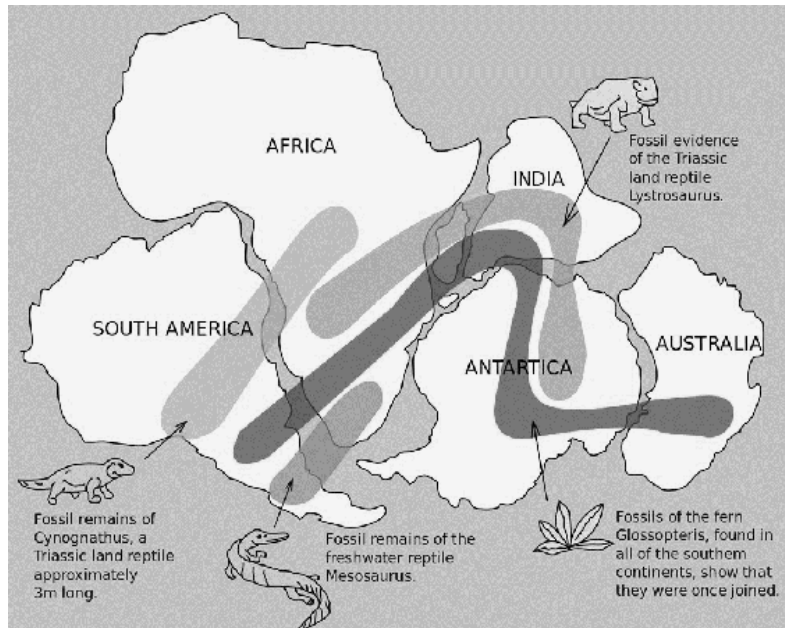 AFRICA
INDIA
Fossil evidence
of the Triassic
land reptile
Lystrosaurus.
SOUTH AMERICA
ANTARTICA
AUSTRALIA
Fossil remains of
Cynognathus, a
Triassic land reptile
approximately
3m long.
Fossil remains of the
freshwater reptile
Mesosaurus.
Fossils of the fern
Glossopteris, found in
all of the southern
continents, show that
they were once joined.